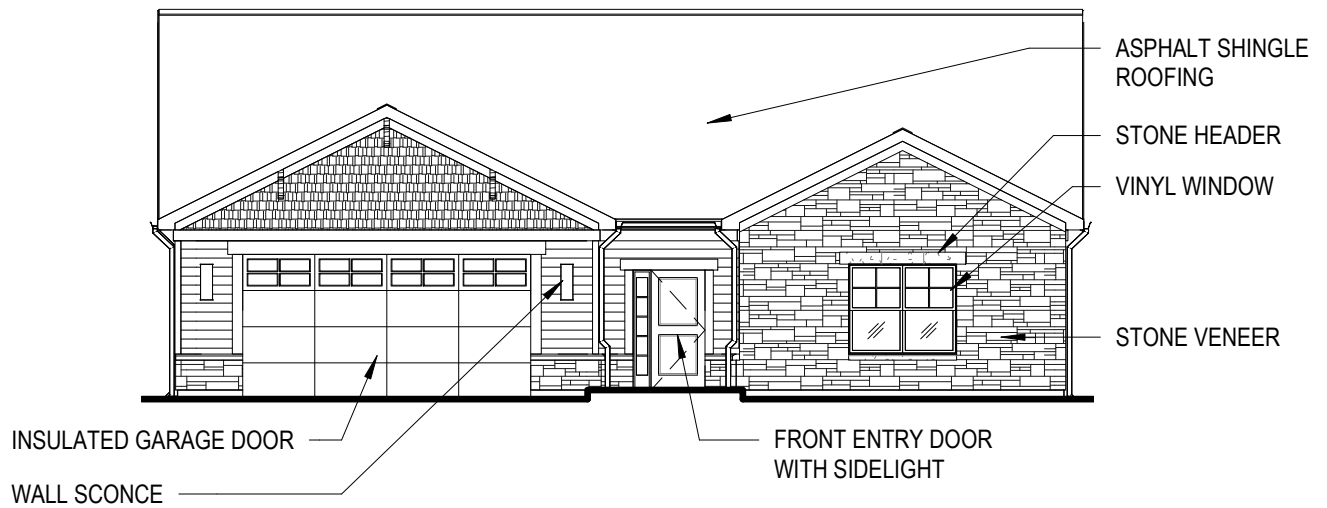 ASPHALT SHINGLE
ROOFING
STONE HEADER
VINYL WINDOW
STONE VENEER
INSULATED GARAGE DOOR
WALL SCONCE
FRONT ENTRY DOOR
WITH SIDELIGHT